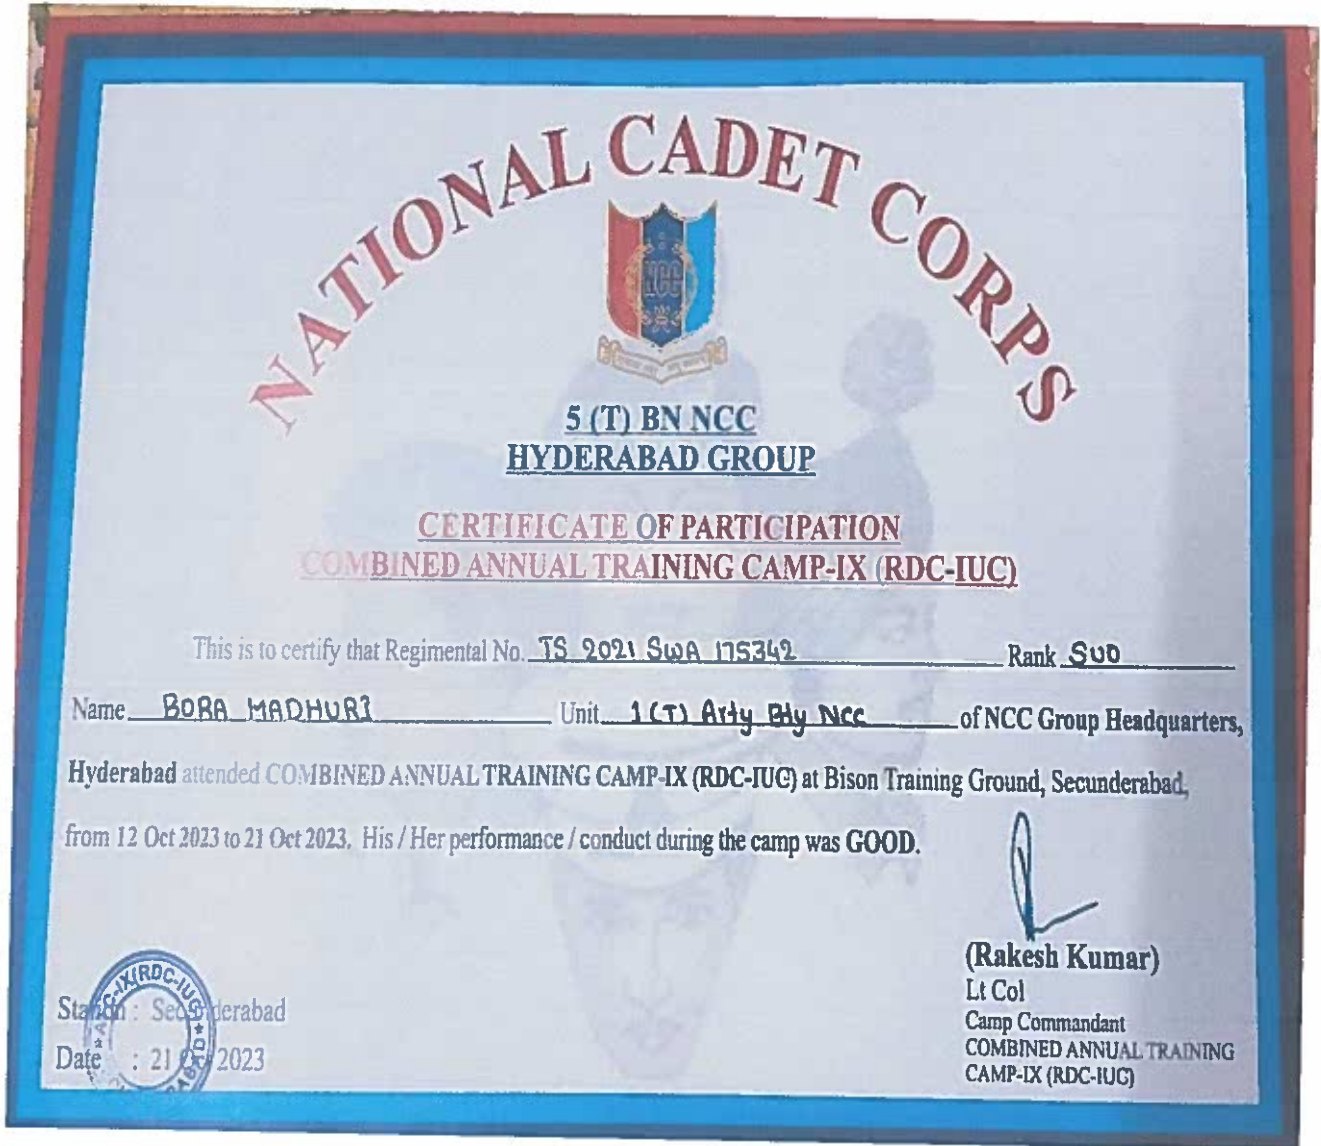 NATIONAL CADET CORPS
NCC
5 (T) BN NCC
HYDERABAD GROUP
CERTIFICATE OF PARTICIPATION
COMBINED ANNUAL TRAINING CAMP-IX (RDC-IUC)
This is to certify that Regimental No. TS 2021 SWA 175342 Rank SUO
Name BORA MADHURI Unit 1 (T) Arty Bty Ncc of NCC Group Headquarters,
Hyderabad attended COMBINED ANNUAL TRAINING CAMP-IX (RDC-IUC) at Bison Training Ground, Secunderabad,
from 12 Oct 2023 to 21 Oct 2023. His / Her performance / conduct during the camp was GOOD.
(Rakesh Kumar)
Lt Col
Camp Commandant
COMBINED ANNUAL TRAINING
CAMP-IX (RDC-IUC)
Station : Secunderabad
Date : 21 Oct 2023